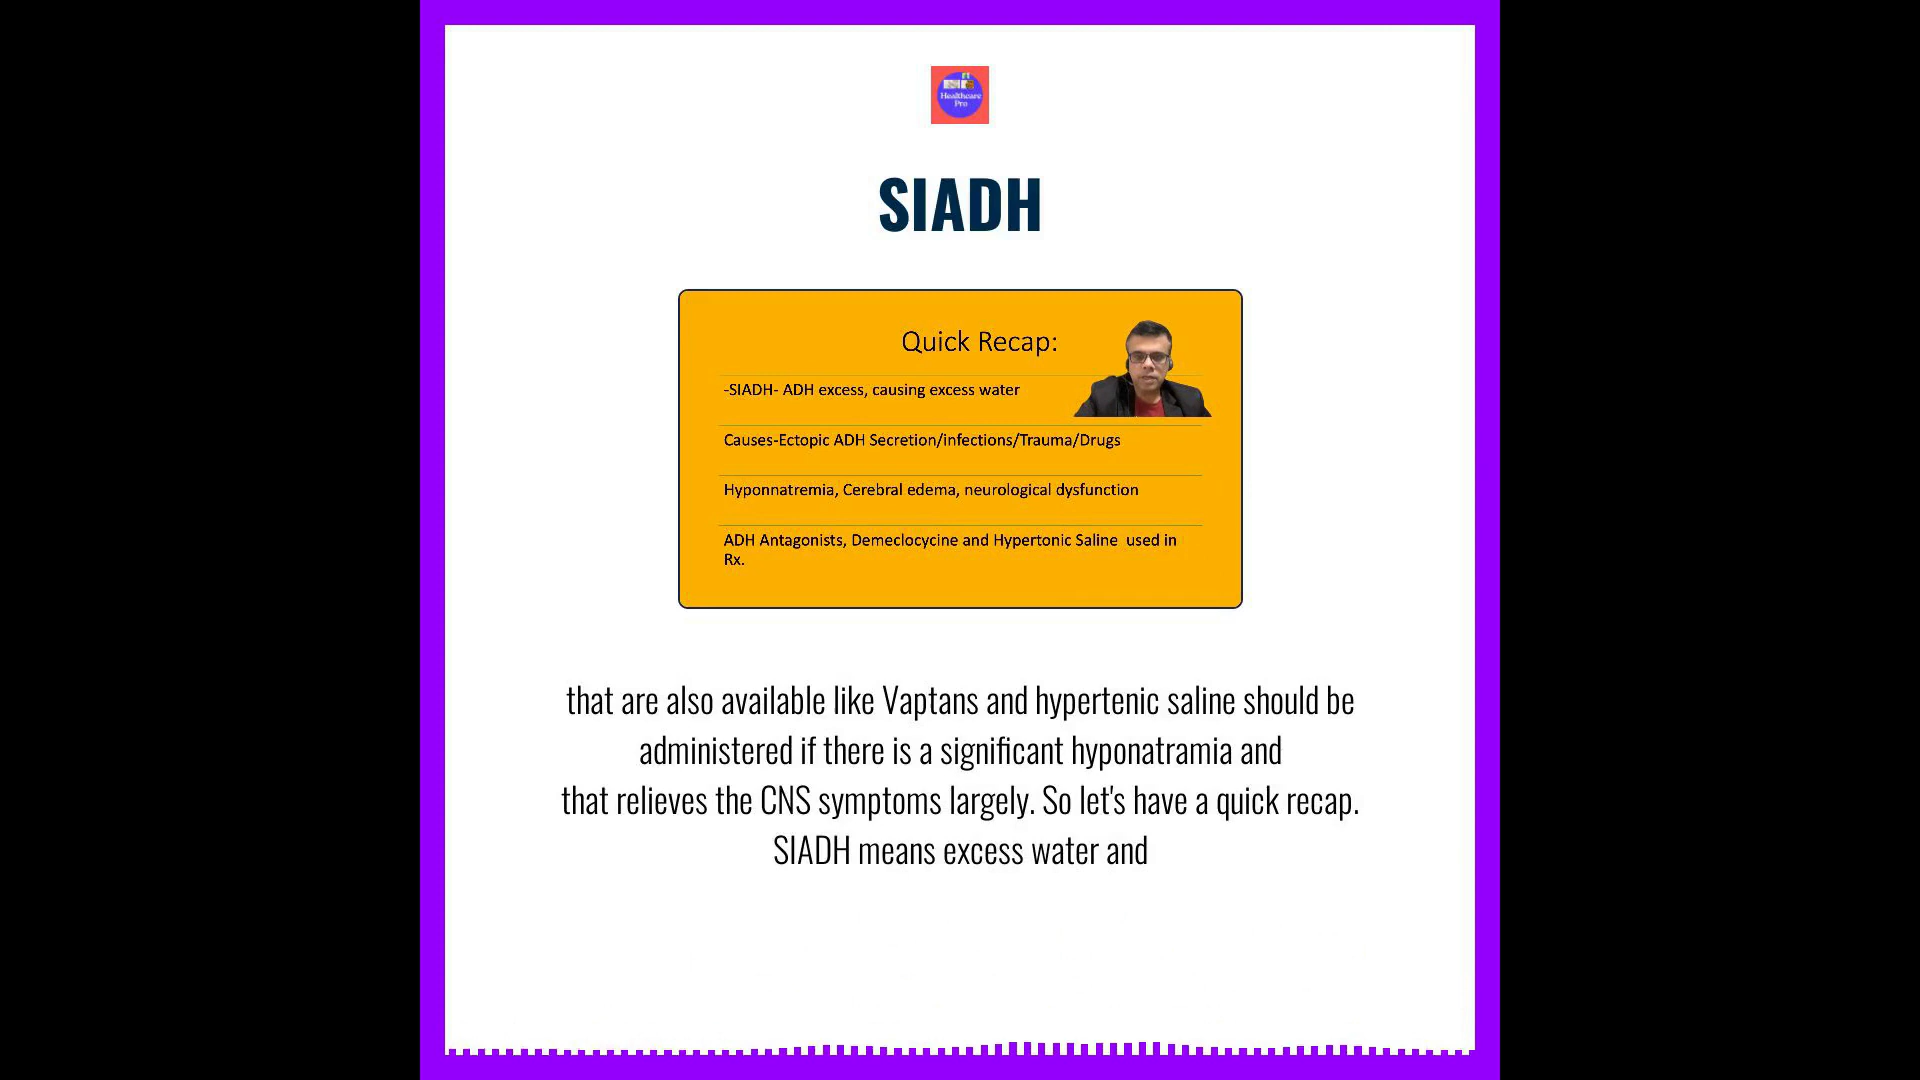 Healthcare
Pro
SIADH
Quick Recap:
-SIADH- ADH excess, causing excess water
Causes-Ectopic ADH Secretion/infections/Trauma/Drugs
Hyponnatremia, Cerebral edema, neurological dysfunction
ADH Antagonists, Demeclocycine and Hypertonic Saline used in
Rx.
that are also available like Vaptans and hypertenic saline should be
administered if there is a significant hyponatramia and
that relieves the CNS symptoms largely. So let's have a quick recap.
SIADH means excess water and